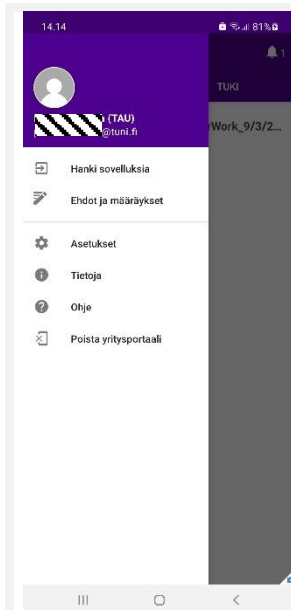 14.14
81%
1
TUKI
(TAU)
@tuni.fi
Work_9/3/2...
Hanki sovelluksia
Ehdot ja määräykset
Asetukset
Tietoja
Ohje
Poista yritysportaali